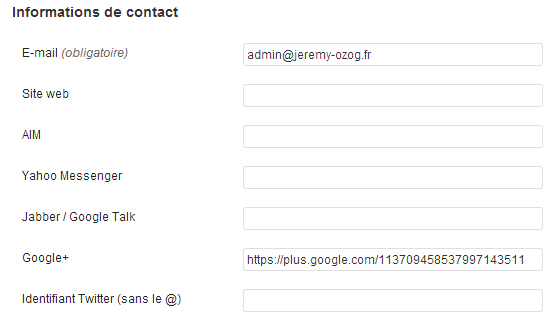 Informations de contact
E-mail (obligatoire) admin@jeremy-ozog.fr
Site web
AIM
Yahoo Messenger
Jabber / Google Talk
Google+ https://plus.google.com/113709458537997143511
Identifiant Twitter (sans le @)